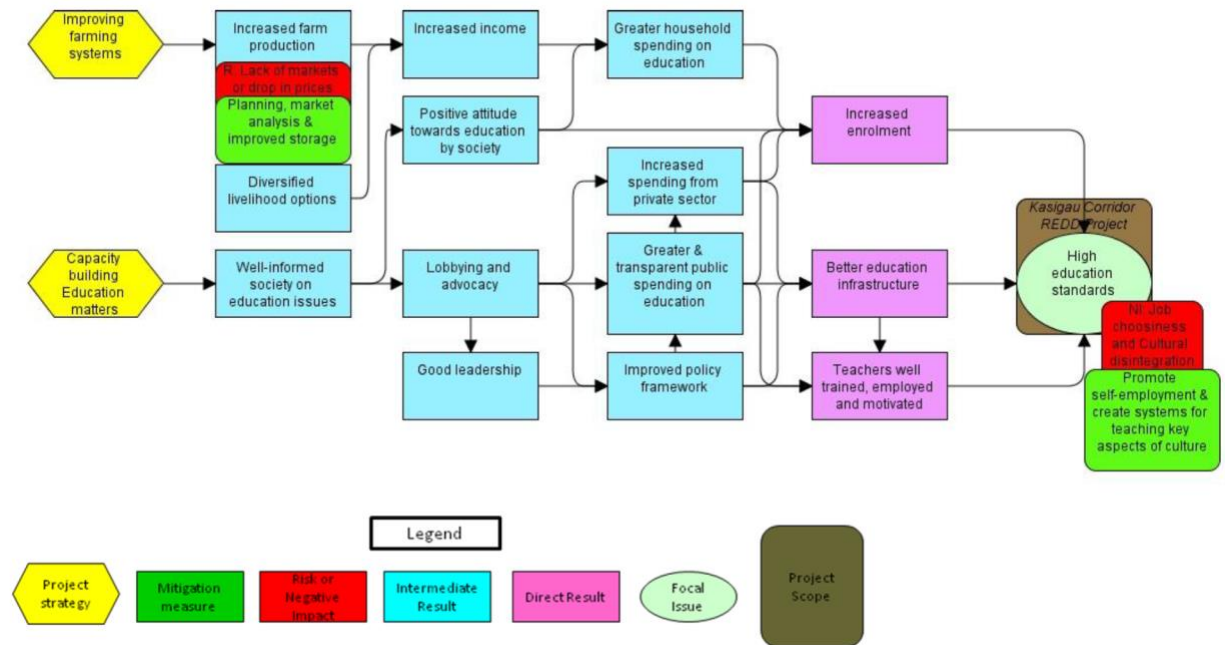 Improving
farming
systems
Increased farm
production
R: Lack of markets
or drop in prices
Planning, market
analysis &
improved storage
Diversified
livelihood options
Increased income
Greater household
spending on
education
Positive attitude
towards education
by society
Increased
enrolment
Increased
spending from
private sector
Kasigau Corridor
REDD Project
High
education
standards
Capacity
building
Education
matters
Well-informed
society on
education issues
Lobbying and
advocacy
Greater &
transparent public
spending on
education
Better education
infrastructure
NI: Job
choosiness
and Cultural
disintegration
Good leadership
Improved policy
framework
Teachers well
trained, employed
and motivated
Promote
self-employment &
create systems for
teaching key
aspects of culture
Legend
Project
strategy
Mitigation
measure
Risk or
Negative
Impact
Intermediate
Result
Direct Result
Focal
Issue
Project
Scope